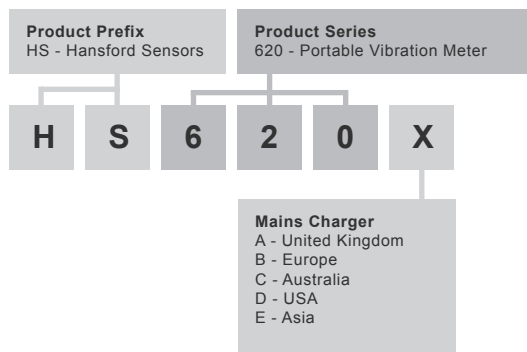 Product Prefix
HS - Hansford Sensors
Product Series
620 - Portable Vibration Meter
H S 6 2 0 X
Mains Charger
A - United Kingdom
B - Europe
C - Australia
D - USA
E - Asia